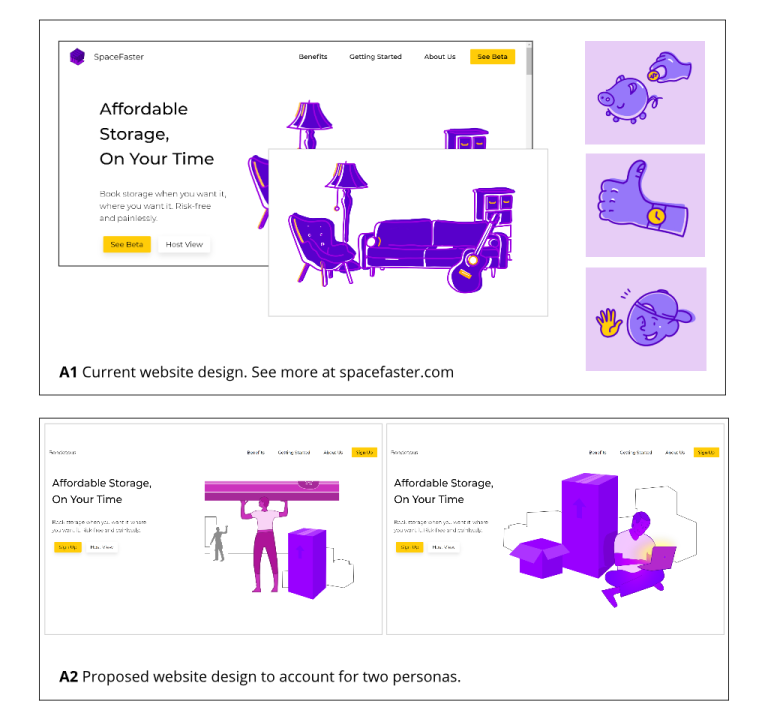 SpaceFaster
Benefits Getting Started About Us See Beta
Affordable
Storage,
On Your Time
Book storage when you want it,
where you want it. Risk-free
and painlessly.
See Beta Host View
A1 Current website design. See more at spacefaster.com
Benefits Getting Started About Us Sign Up
Affordable Storage,
On Your Time
Book storage when you want it where
you want it. Risk-free and painlessly.
Sign Up Host View
Benefits Getting Started About Us Sign Up
Affordable Storage,
On Your Time
Book storage when you want it where
you want it. Risk-free and painlessly.
Sign Up Host View
A2 Proposed website design to account for two personas.